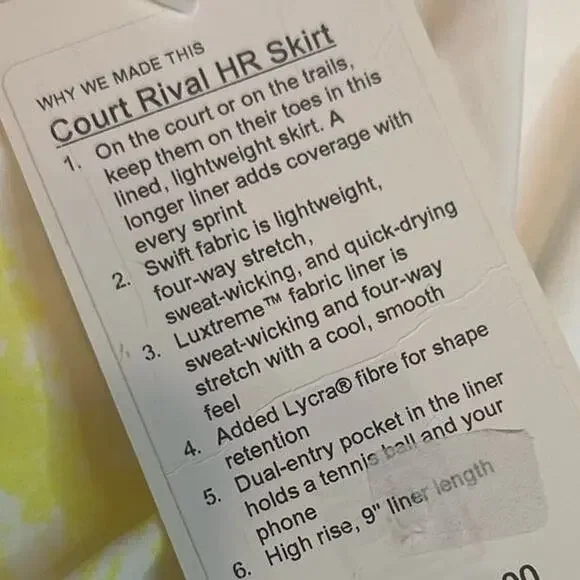 WHY WE MADE THIS
Court Rival HR Skirt
1. On the court or on the trails,
keep them on their toes in this
lined, lightweight skirt. A
longer liner adds coverage with
every sprint
2. Swift fabric is lightweight,
four-way stretch,
sweat-wicking, and quick-drying
3. Luxtreme™ fabric liner is
sweat-wicking and four-way
stretch with a cool, smooth
feel
4. Added Lycra® fibre for shape
retention
5. Dual-entry pocket in the liner
holds a tennis ball and your
phone
6. High rise, 9" liner length